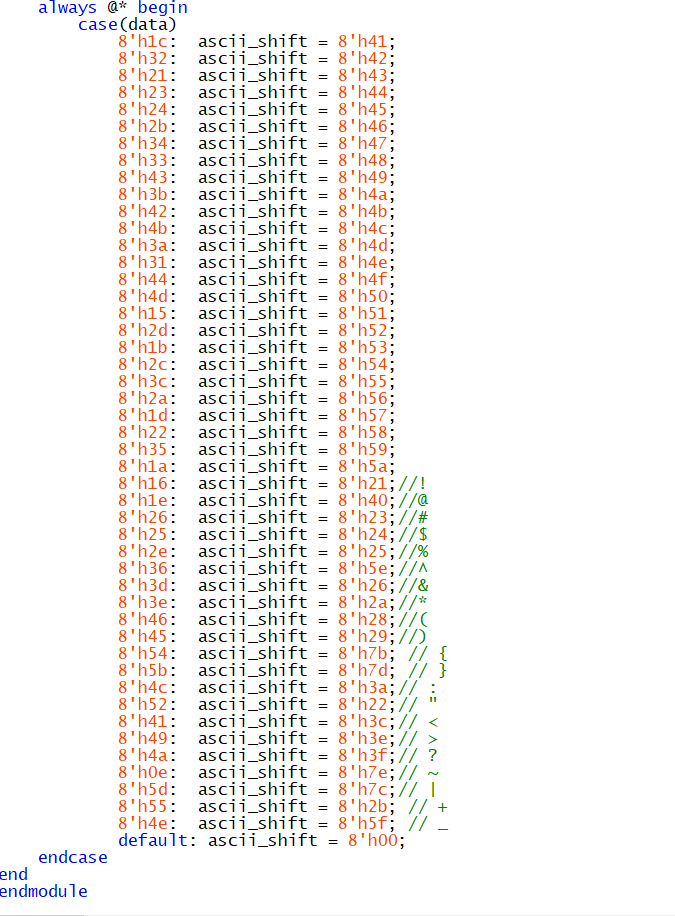 always @* begin
case(data)
8'h1c: ascii_shift = 8'h41;
8'h32: ascii_shift = 8'h42;
8'h21: ascii_shift = 8'h43;
8'h23: ascii_shift = 8'h44;
8'h24: ascii_shift = 8'h45;
8'h2b: ascii_shift = 8'h46;
8'h34: ascii_shift = 8'h47;
8'h33: ascii_shift = 8'h48;
8'h43: ascii_shift = 8'h49;
8'h3b: ascii_shift = 8'h4a;
8'h42: ascii_shift = 8'h4b;
8'h4b: ascii_shift = 8'h4c;
8'h3a: ascii_shift = 8'h4d;
8'h31: ascii_shift = 8'h4e;
8'h44: ascii_shift = 8'h4f;
8'h4d: ascii_shift = 8'h50;
8'h15: ascii_shift = 8'h51;
8'h2d: ascii_shift = 8'h52;
8'h1b: ascii_shift = 8'h53;
8'h2c: ascii_shift = 8'h54;
8'h3c: ascii_shift = 8'h55;
8'h2a: ascii_shift = 8'h56;
8'h1d: ascii_shift = 8'h57;
8'h22: ascii_shift = 8'h58;
8'h35: ascii_shift = 8'h59;
8'h1a: ascii_shift = 8'h5a;
8'h16: ascii_shift = 8'h21;//!
8'h1e: ascii_shift = 8'h40;//@
8'h26: ascii_shift = 8'h23;//#
8'h25: ascii_shift = 8'h24;//$
8'h2e: ascii_shift = 8'h25;//%
8'h36: ascii_shift = 8'h5e;//^
8'h3d: ascii_shift = 8'h26;//&
8'h3e: ascii_shift = 8'h2a;//*
8'h46: ascii_shift = 8'h28;//(
8'h45: ascii_shift = 8'h29;//)
8'h54: ascii_shift = 8'h7b; // {
8'h5b: ascii_shift = 8'h7d; // }
8'h4c: ascii_shift = 8'h3a;// :
8'h52: ascii_shift = 8'h22;// "
8'h41: ascii_shift = 8'h3c;// <
8'h49: ascii_shift = 8'h3e;// >
8'h4a: ascii_shift = 8'h3f;// ?
8'h0e: ascii_shift = 8'h7e;// ~
8'h5d: ascii_shift = 8'h7c;// |
8'h55: ascii_shift = 8'h2b; // +
8'h4e: ascii_shift = 8'h5f; // _
default: ascii_shift = 8'h00;
endcase
end
endmodule